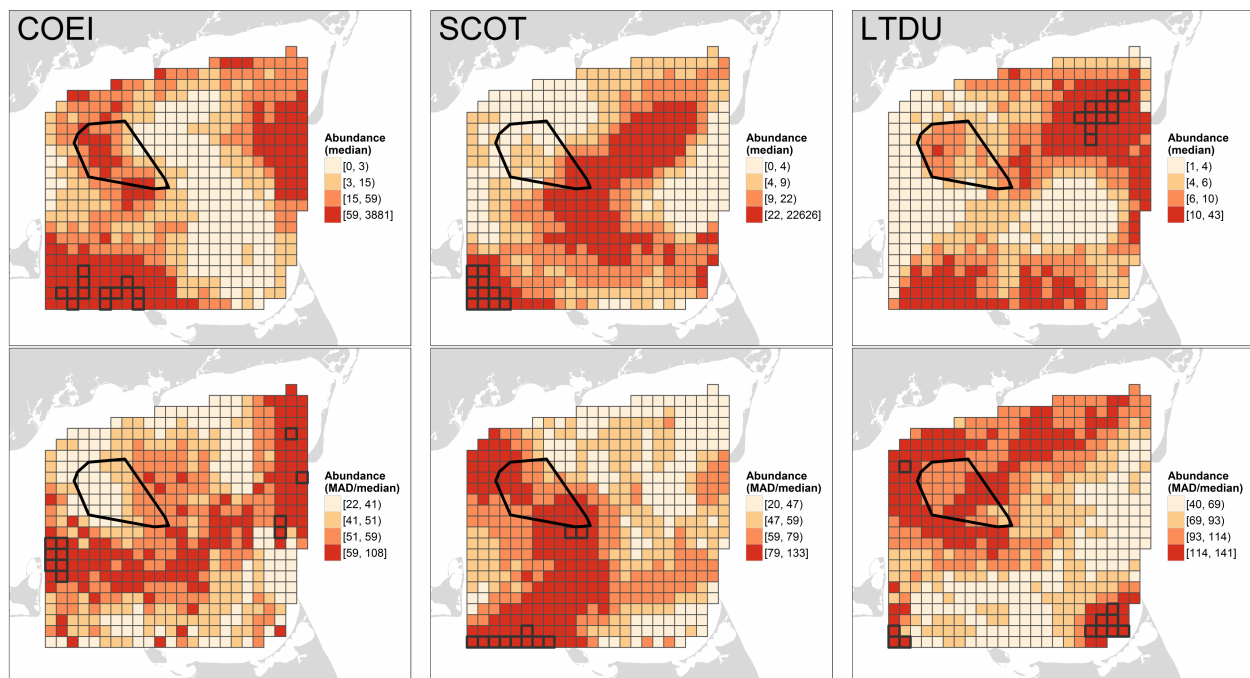 COEI
SCOT
LTDU
Abundance
(median)
[0, 3)
[3, 15)
[15, 59)
[59, 3881]
Abundance
(median)
[0, 4)
[4, 9)
[9, 22)
[22, 22626]
Abundance
(median)
[1, 4)
[4, 6)
[6, 10)
[10, 43]
Abundance
(MAD/median)
[22, 41)
[41, 51)
[51, 59)
[59, 108]
Abundance
(MAD/median)
[20, 47)
[47, 59)
[59, 79)
[79, 133]
Abundance
(MAD/median)
[40, 69)
[69, 93)
[93, 114)
[114, 141]